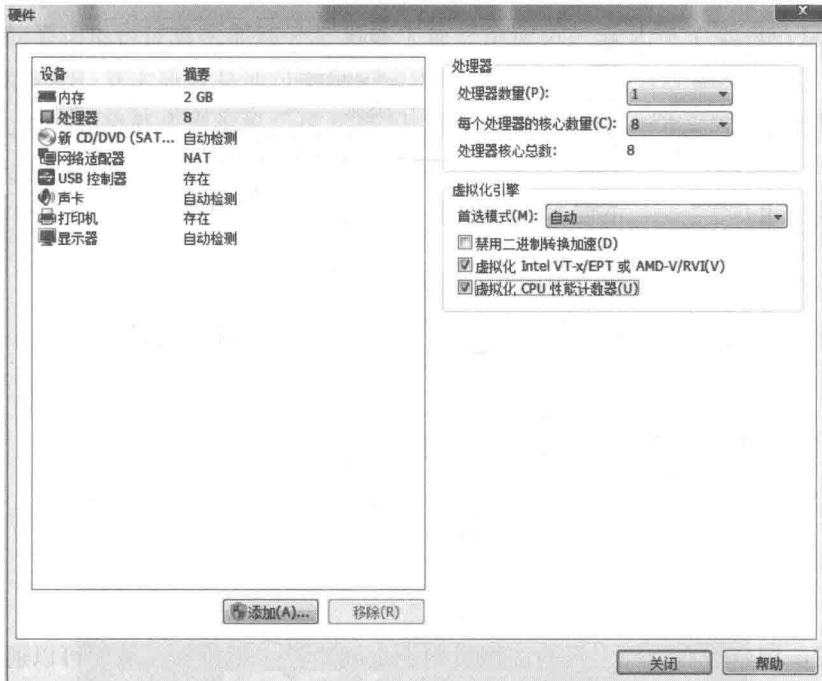 硬件
设备 摘要
内存 2 GB
处理器 8
新 CD/DVD (SAT... 自动检测
网络适配器 NAT
USB 控制器 存在
声卡 自动检测
打印机 存在
显示器 自动检测
添加(A)...
移除(R)
处理器
处理器数量(P): 1
每个处理器的核心数量(C): 8
处理器核心总数: 8
虚拟化引擎
首选模式(M): 自动
禁用二进制转换加速(D)
虚拟化 Intel VT-x/EPT 或 AMD-V/RVI(V)
虚拟化 CPU 性能计数器(U)
关闭
帮助